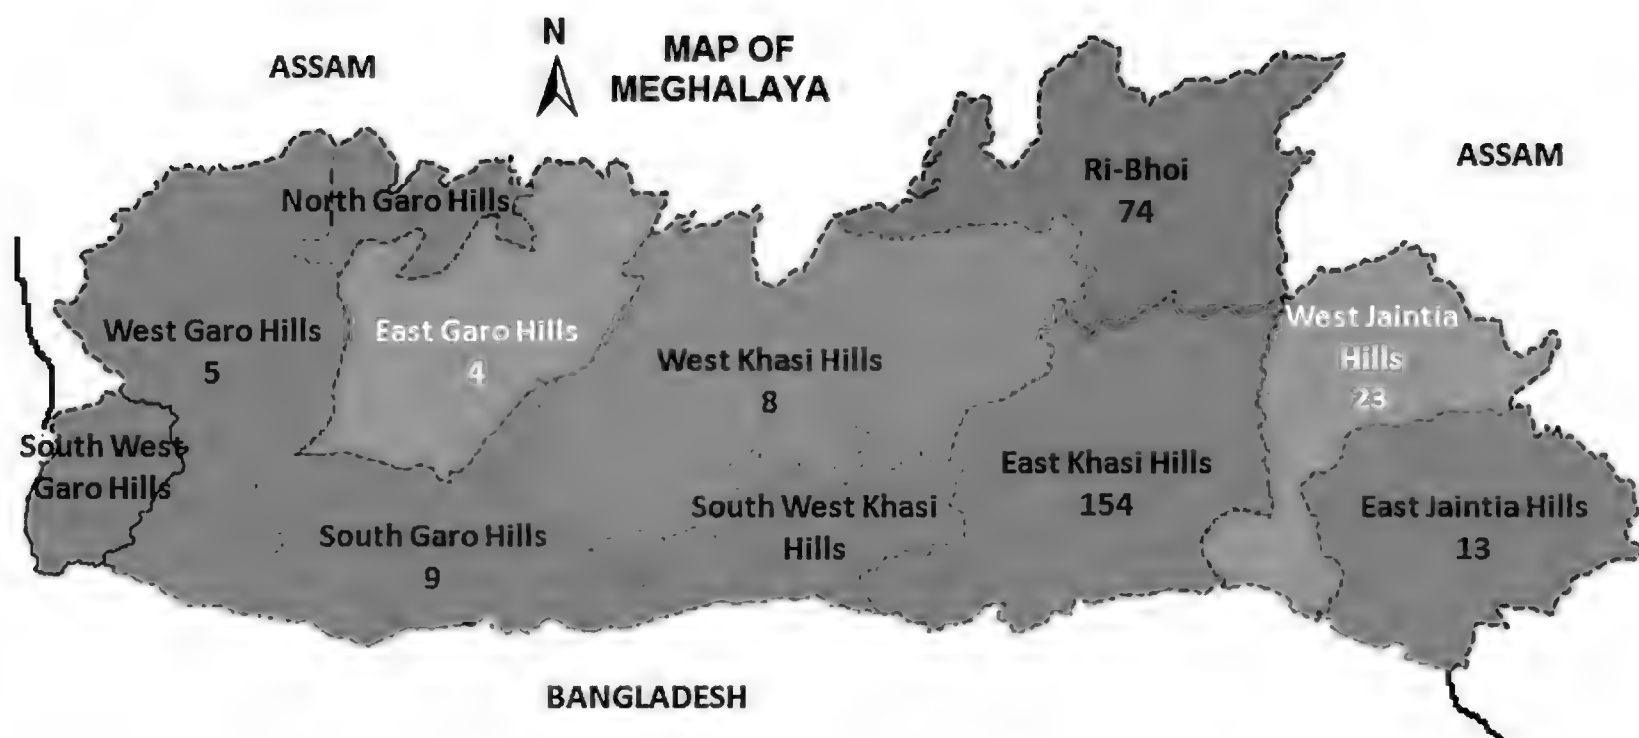 N
MAP OF
MEGHALAYA
ASSAM
ASSAM
Ri-Bhoi
74
North Garo Hills
West Garo Hills
5
East Garo Hills
4
West Khasi Hills
8
West Jaintia
Hills
23
South West
Garo Hills
East Khasi Hills
154
South West Khasi
Hills
East Jaintia Hills
13
South Garo Hills
9
BANGLADESH